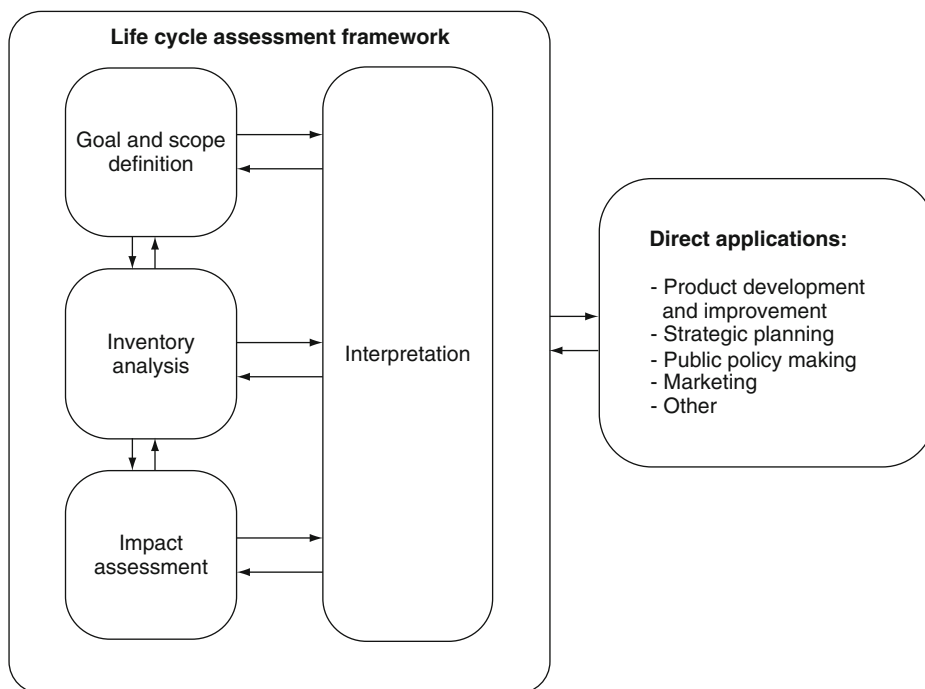 Life cycle assessment framework
Goal and scope
definition
Inventory
analysis
Impact
assessment
Interpretation
Direct applications:
- Product development
and improvement
- Strategic planning
- Public policy making
- Marketing
- Other